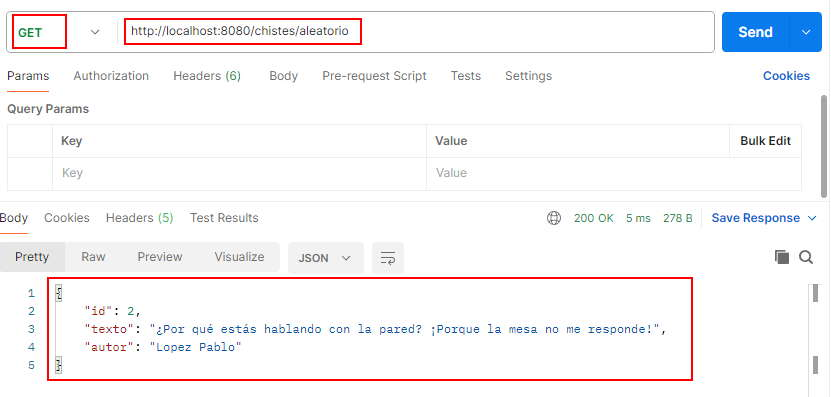 GET http://localhost:8080/chistes/aleatorio Send
Params Authorization Headers (6) Body Pre-request Script Tests Settings Cookies
Query Params
Key Value Bulk Edit
Key Value
Body Cookies Headers (5) Test Results 200 OK 5 ms 278 B Save Response
Pretty Raw Preview Visualize JSON
1 {
2 "id": 2,
3 "texto": "¿Por qué estás hablando con la pared? ¡Porque la mesa no me responde!",
4 "autor": "Lopez Pablo"
5 }